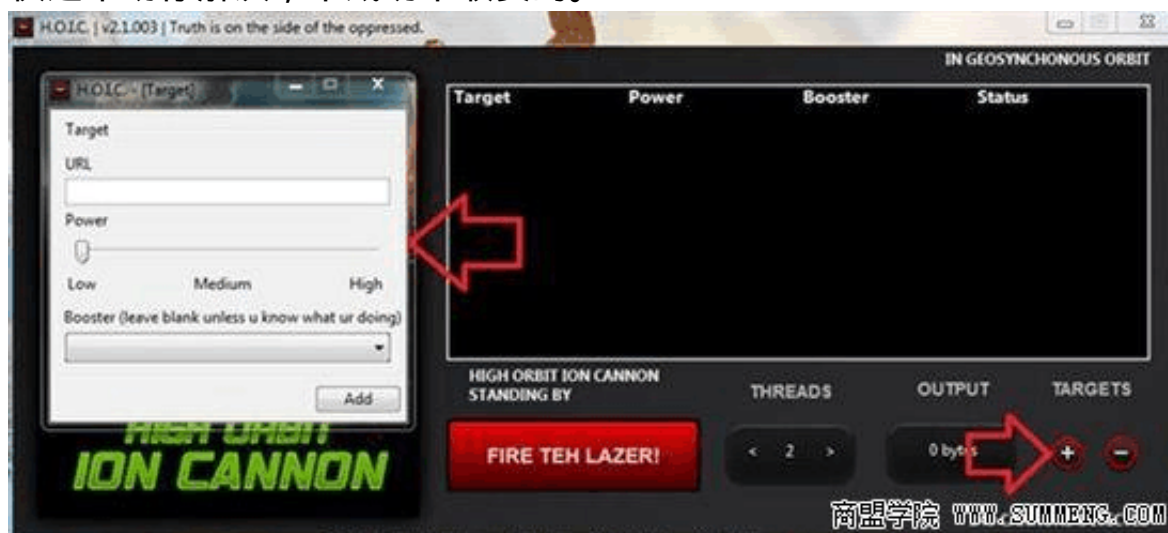 H.O.I.C. | v2.1.003 | Truth is on the side of the oppressed.
IN GEOSYNCHONOUS ORBIT
H.O.I.C. - [Target]
Target
URL
Power
Low Medium High
Booster (leave blank unless u know what ur doing)
Add
Target Power Booster Status
HIGH ORBIT
ION CANNON
HIGH ORBIT ION CANNON
STANDING BY
THREADS OUTPUT TARGETS
FIRE TEH LAZER!
< 2 > 0 bytes + -
商盟学院 WWW.SUMMENG.COM